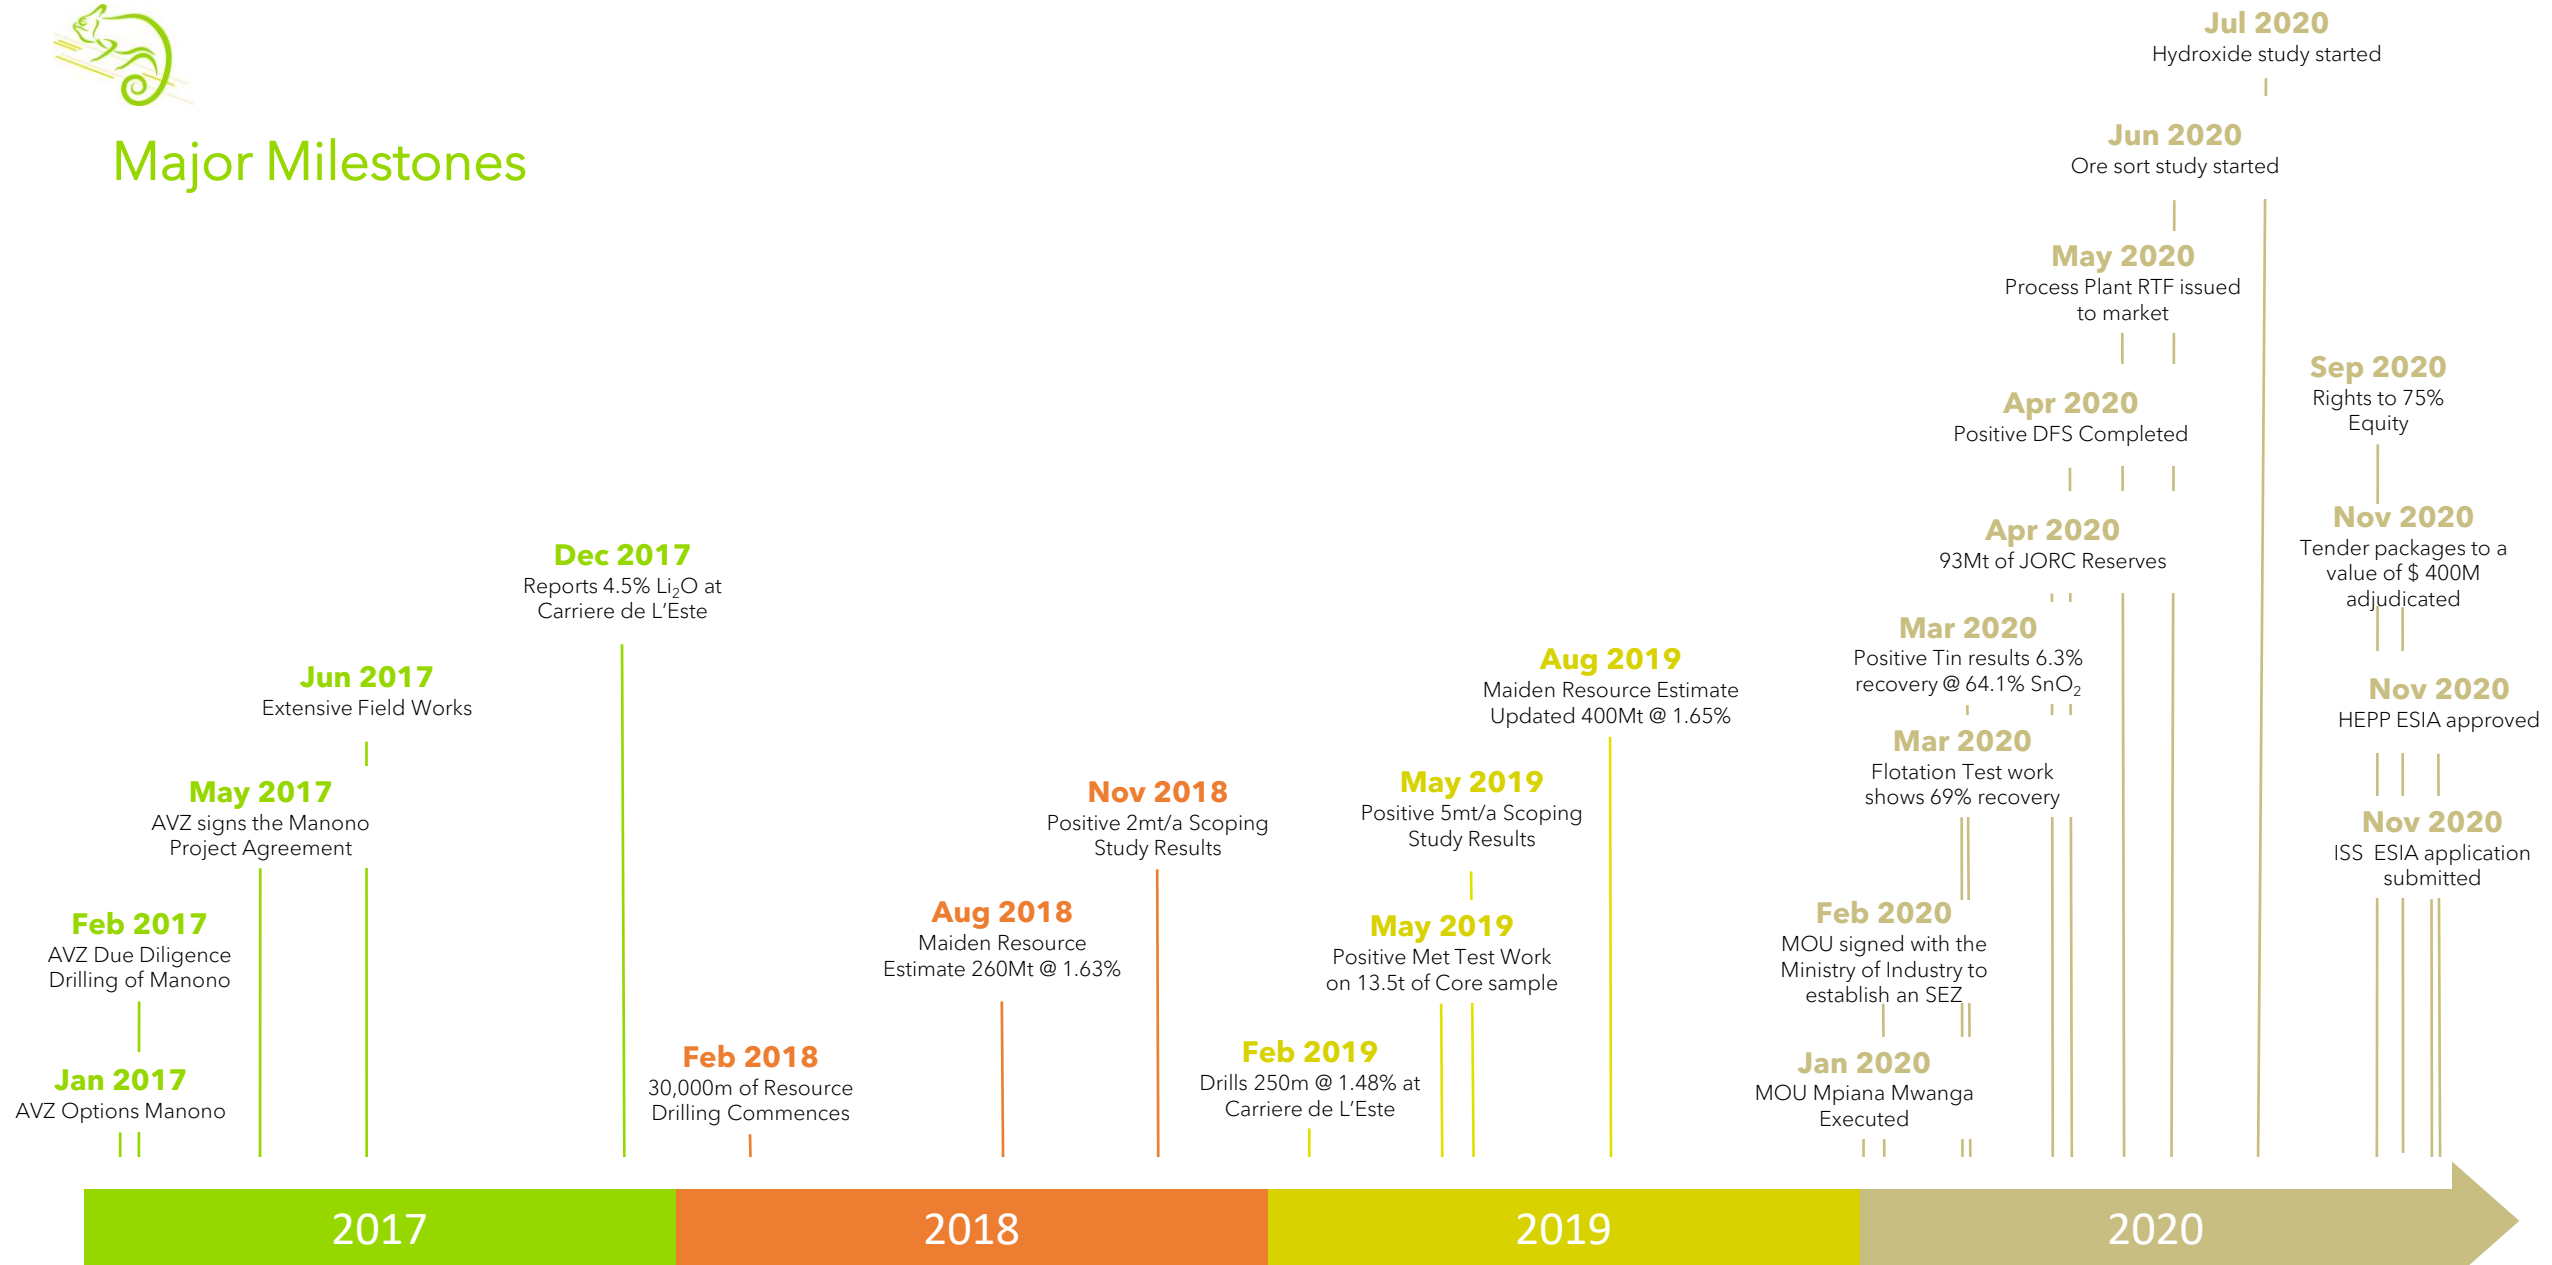 Major Milestones
Jan 2017
AVZ Options Manono
Feb 2017
AVZ Due Diligence
Drilling of Manono
May 2017
AVZ signs the Manono
Project Agreement
Jun 2017
Extensive Field Works
Dec 2017
Reports 4.5% Li₂O at
Carriere de L’Este
Feb 2018
30,000m of Resource
Drilling Commences
Aug 2018
Maiden Resource
Estimate 260Mt @ 1.63%
Nov 2018
Positive 2mt/a Scoping
Study Results
Feb 2019
Drills 250m @ 1.48% at
Carriere de L’Este
May 2019
Positive Met Test Work
on 13.5t of Core sample
May 2019
Positive 5mt/a Scoping
Study Results
Aug 2019
Maiden Resource Estimate
Updated 400Mt @ 1.65%
Jan 2020
MOU Mpiana Mwanga
Executed
Feb 2020
MOU signed with the
Ministry of Industry to
establish an SEZ
Mar 2020
Flotation Test work
shows 69% recovery
Mar 2020
Positive Tin results 6.3%
recovery @ 64.1% SnO₂
Apr 2020
93Mt of JORC Reserves
Apr 2020
Positive DFS Completed
May 2020
Process Plant RTF issued
to market
Jun 2020
Ore sort study started
Jul 2020
Hydroxide study started
Sep 2020
Rights to 75%
Equity
Nov 2020
Tender packages to a
value of $ 400M
adjudicated
Nov 2020
HEPP ESIA approved
Nov 2020
ISS ESIA application
submitted
2017
2018
2019
2020